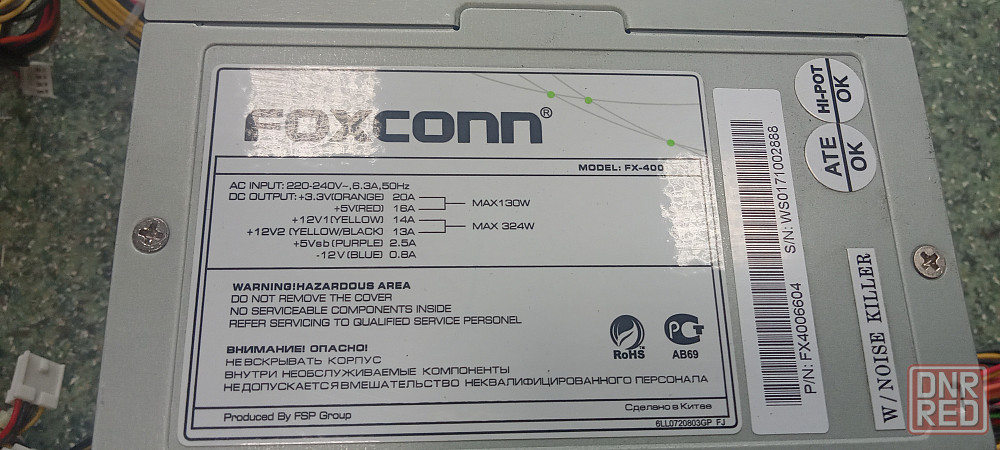 FOXCONN®
MODEL: FX-400
AC INPUT: 220-240V~,6.3A,50Hz
DC OUTPUT: +3.3V(ORANGE) 20A
+5V(RED) 16A
MAX130W
+12V1 (YELLOW) 14A
+12V2 (YELLOW/BLACK) 13A
MAX 324W
+5Vsb (PURPLE) 2.5A
-12V (BLUE) 0.8A
WARNING!HAZARDOUS AREA
DO NOT REMOVE THE COVER
NO SERVICEABLE COMPONENTS INSIDE
REFER SERVICING TO QUALIFIED SERVICE PERSONEL
ВНИМАНИЕ! ОПАСНО!
НЕ ВСКРЫВАТЬ КОРПУС
ВНУТРИ НЕОБСЛУЖИВАЕМЫЕ КОМПОНЕНТЫ
НЕ ДОПУСКАЕТСЯ ВМЕШАТЕЛЬСТВО НЕКВАЛИФИЦИРОВАННОГО ПЕРСОНАЛА
RoHS
РСТ
АВ69
Produced By FSP Group
Сделано в Китае
6LL0720803GP FJ
HI-POT
OK
ATE
OK
S/N: WS0171002888
P/N: FX4006604
W/NOISE KILLER
DNR
RED